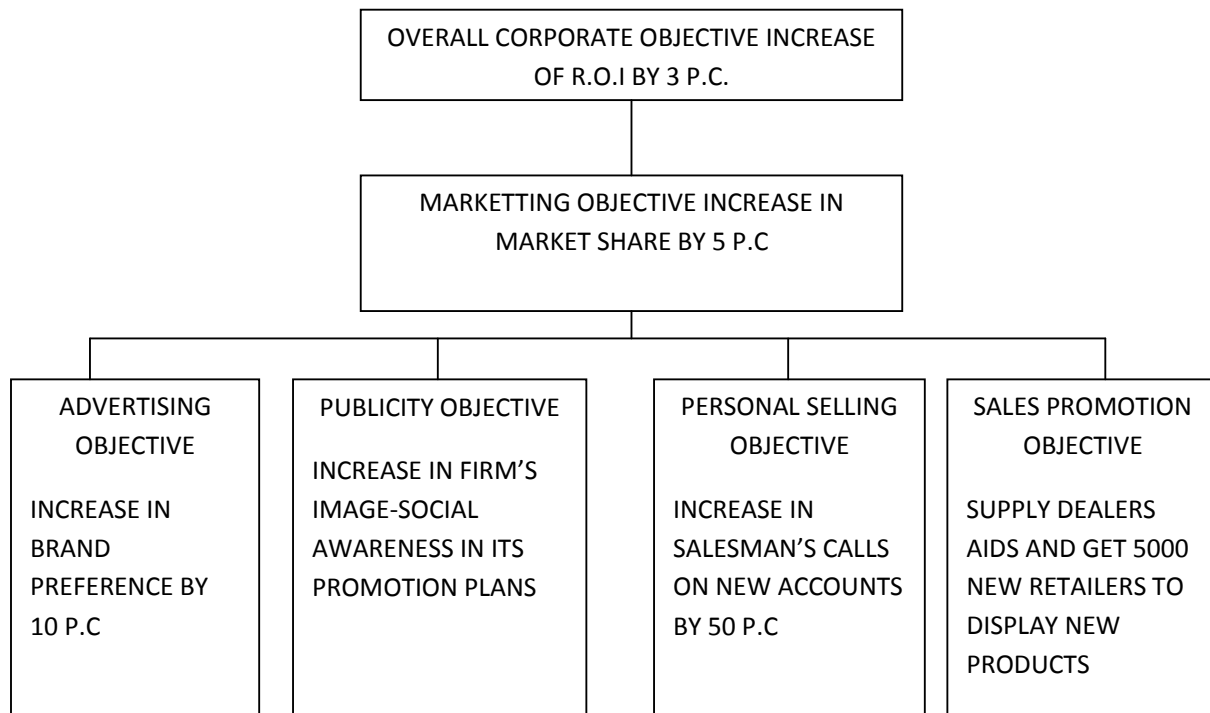 OVERALL CORPORATE OBJECTIVE INCREASE
OF R.O.I BY 3 P.C.
MARKETTING OBJECTIVE INCREASE IN
MARKET SHARE BY 5 P.C
ADVERTISING
OBJECTIVE
INCREASE IN
BRAND
PREFERENCE BY
10 P.C
PUBLICITY OBJECTIVE
INCREASE IN FIRM’S
IMAGE-SOCIAL
AWARENESS IN ITS
PROMOTION PLANS
PERSONAL SELLING
OBJECTIVE
INCREASE IN
SALESMAN’S CALLS
ON NEW ACCOUNTS
BY 50 P.C
SALES PROMOTION
OBJECTIVE
SUPPLY DEALERS
AIDS AND GET 5000
NEW RETAILERS TO
DISPLAY NEW
PRODUCTS